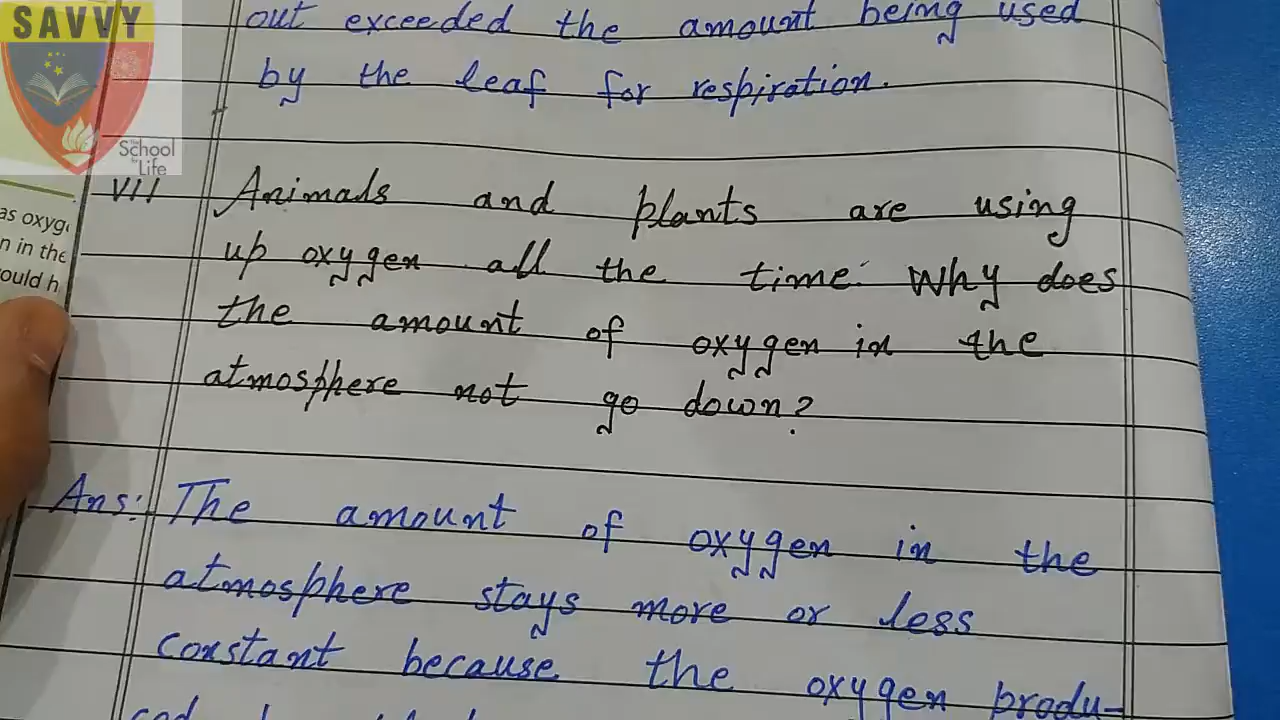 SAVVY
The School for Life
out exceeded the amount being used
by the leaf for respiration.
as oxyg
n in the
ould h
VII Animals and plants are using
up oxygen all the time. Why does
the amount of oxygen in the
atmosphere not go down?
Ans: The amount of oxygen in the
atmosphere stays more or less
constant because the oxygen produ-